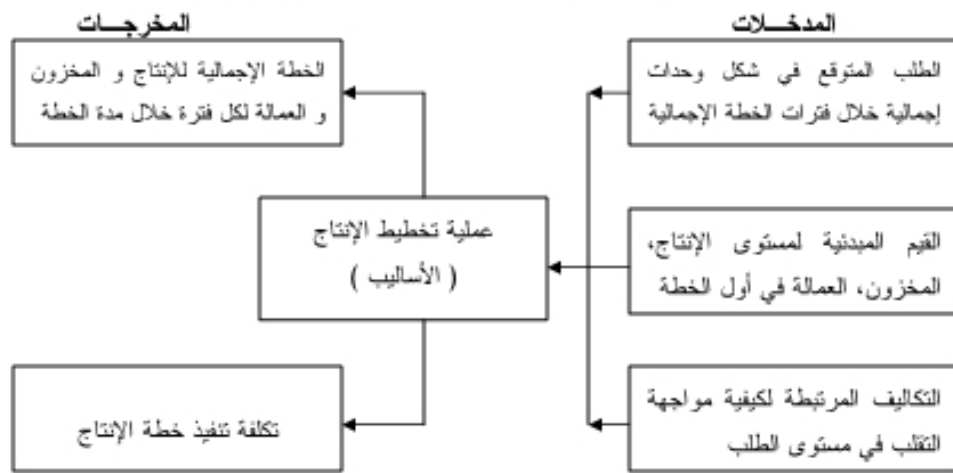 المدخـــلات
الطلب المتوقع في شكل وحدات
إجمالية خلال فترات الخطة الإجمالية
القيم المبدئية لمستوى الإنتاج،
المخزون، العمالة في أول الخطة
التكاليف المرتبطة لكيفية مواجهة
التقلب في مستوى الطلب
عملية تخطيط الإنتاج
( الأساليب )
المخرجـــات
الخطة الإجمالية للإنتاج و المخزون
و العمالة لكل فترة خلال مدة الخطة
تكلفة تنفيذ خطة الإنتاج